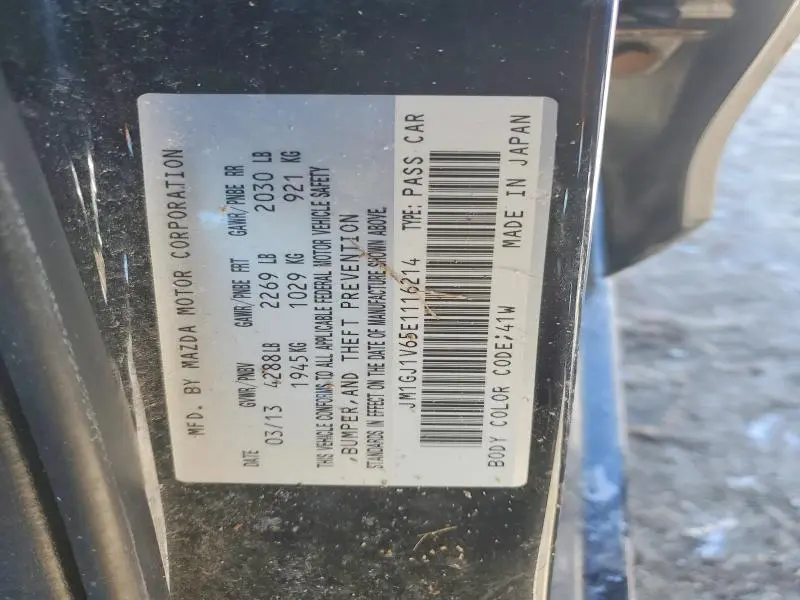 MFD. BY MAZDA MOTOR CORPORATION
DATE GVWR/PNBV GAWR/PNBE FRT GAWR/PNBE RR
03/13 4288LB 2269 LB 2030 LB
1945KG 1029 KG 921 KG
THIS VEHICLE CONFORMS TO ALL APPLICABLE FEDERAL MOTOR VEHICLE SAFETY
,BUMPER,AND THEFT PREVENTION
STANDARDS IN EFFECT ON THE DATE OF MANUFACTURE SHOWN ABOVE.
JM1GJ1V65E1116214 TYPE: PASS CAR
BODY COLOR CODE:41W MADE IN JAPAN